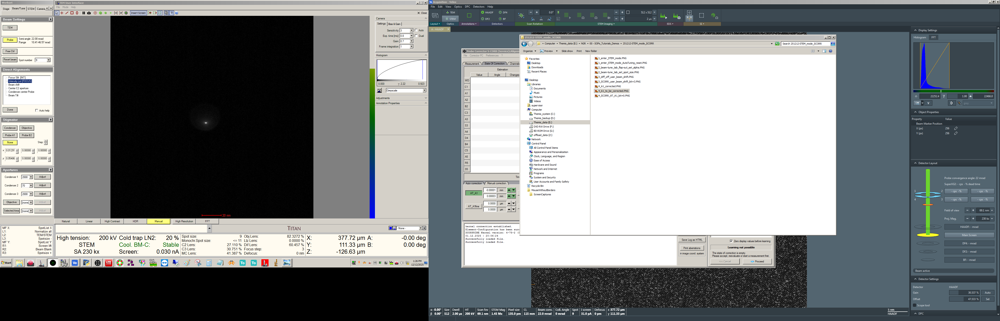 Workset
Stage Beam/Tune STEM Camera
Beam Settings
TEM
Probe Semi-angle 22.00 mrad
Range 10.41-46.57 mrad
Free Ctrl
Reset beam Spot number 9
Direct Alignments
Focus Slit [INT]
Intensity List [FOCUS]
Beam shift
Center C2 aperture
Condenser center Probe
Beam Tilt
Done Auto help
Stigmator
Condenser Objective
Probe A1 Probe B2
None Step:
x 0.01291 0.00000 0.00000
y 0.05486 0.00000 0.00000
Apertures
Condenser 1 2000 Adjust
Condenser 2 70 Adjust
Condenser 3 2000 Adjust
Objective [none] Adjust
Selected Area [none] Adjust
MF X: SpotList X
L1: Normalize all
L2: TEM/STEM
L3: Spotsize -
MF Y: SpotList Y
R1: Screen lift
R2: Beam Blank
R3: Spotsize +
TEM User Interface
File Mode Help
Insert Screen
Close
20 nm
Camera
Settings Bias & Gain
Sensitivity: 3 Auto
Exp. time [ms]: 0.8 Dual
Gain: 0.7
Frame integration: 1
Histogram
0.000 γ: 2.22 0.923
Greyscale
Adjustments
Annotation Properties
Natural Linear High Contrast HDR Manual High Resolution FFT
TITAN
- None -
High tension: 200 kV Cold trap LN2: 20 %
STEM Cool. BM-C: Stable
SA 230 kx Screen: 0.030 nA
Spot size: 9 Obj Lens: 82.3272 %
Monochr.Spot size: <= 11 Ltz Lens: 0.0000 %
C2 Lens: 27.110 % Dif Lens: 60.457 %
C3 Lens: 30.751 % Focus step: 3
MC Lens: 41.387 % Defocus: 0 nm
X: 377.72 µm A: -0.00 deg
Y: 111.33 µm B: 0.00 deg
Z: -126.63 µm
Start
Ve
To To
1:26 PM
12/12/2025
Ve Acquisition - Velox
File Edit View Optics DPC Detectors Help
TEM
STEM
HAADF DF4
DF2 BF
0.0°
512 x 512
2 µs
Layout Optics Annotations Detectors Scan Rotation STEM Imaging EDS SI
A : HAADF
Probe Corrector S-CORR (Service)::Alignm
File Corrector PC Preferences ?
Measurement State Of Correction Channels
Estimation
Value Angle Changes
WD
C1
A1
A2
B2
C3
A3
S3
A4
D4
B4
C5
A5
R5
S5
Tim
Auto correction Manual correction
AT_A1 -0.00001 mm
0.00003 mm
AT_A1fine 0.0000 µm
0.0000 µm
kernel connection established.
Element-Configuration has been succ
DCORPRIME Kernel version: 4-75-2 (
01.12.2025 | 20:06:24
Successfully loaded file.
Successfully loaded file.
Save Log as HTML
Print aberrations
in image coord. system
Zero display values before learning
Learning not possible
The state of correction is empty.
Please accept, reevaluate or start a measurement first.
Cancel Proceed
251212-STEM_mode_SCORR
Computer Themis_data (E:) NGR 00 - SOPs_Tutorials_Demos 251212-STEM_mode_SCORR
Search 251212-STEM_mode_SCORR
Organize Preview Slide show Print New folder
Favorites
Desktop
Downloads
Recent Places
Desktop
Libraries
Documents
Music
Pictures
Videos
supervisor
Computer
Themis_system (C:)
Themis_backup (D:)
Themis_data (E:)
DVD RW Drive (F:)
BD-ROM Drive (G:)
offload_data (Z:)
Network
Control Panel
All Control Panel Items
Appearance and Personalization
Clock, Language, and Region
Ease of Access
Hardware and Sound
Network and Internet
Programs
System and Security
User Accounts and Family Safety
Recycle Bin
MouseWithoutBorders
ScreenCaptures
1_enter_STEM_mode.PNG
1_enter_STEM_mode_AutoTuning_reset.PNG
2_beam-tune_tab_flap-out_set_alpha.PNG
2_beam-tune_tab_set_spot_size.PNG
3_diff_off_user_beam_shift.PNG
3_SCORR_user_beam_shift_bit=3.PNG
4_A1_corrected.PNG
4_A1_to_be_corrected.PNG
4_SCORR_AT_A1_bit=0.PNG
Display Settings
Histogram FFT
22252.4 γ 1.00 22466.0
V grey
Object Properties
Property Value
Beam Marker Position
X (px) 256
Y (px) 256
Detector Layout
Probe convergence angle: 22 mrad
SuperXG2: - cps -% dead time
1 2 - cps -% - cps -%
4 3 - cps -% - cps -%
Field of view 69.1 nm
Proj. Mag. 230 kx
HAADF: - mrad
Main Screen
DF4: - mrad
DF2: - mrad
BF: - mrad
Beam active
Detector Settings
Detector HAADF
Gain 30.537 % Auto
Offset 47.533 % Set
Scope tool
DPC
α -0.00° Size Dwell HT Scan fov STEM Mag Pixel size CL Beam conv. Coll. Angle Spot I screen Defocus x 377.72 µm
β 0.00° 512 2.00 µs 200 kV 69.1 nm 1.45 Mx 135.0 pm 115 mm 22.0 mrad 0 mrad 9 31.0 pA 0 pm y 111.33 µm
5 nm
HAADF